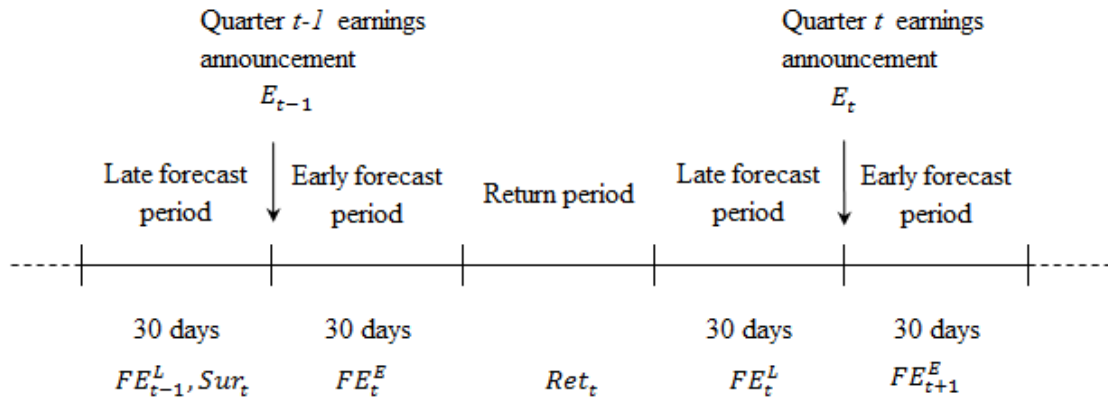 Quarter t-1 earnings
announcement
E_{t-1}
Quarter t earnings
announcement
E_t
Late forecast
period
Early forecast
period
Return period
Late forecast
period
Early forecast
period
30 days
30 days
30 days
30 days
FE^L_{t-1}, Sur_t
FE^E_t
Ret_t
FE^L_t
FE^E_{t+1}